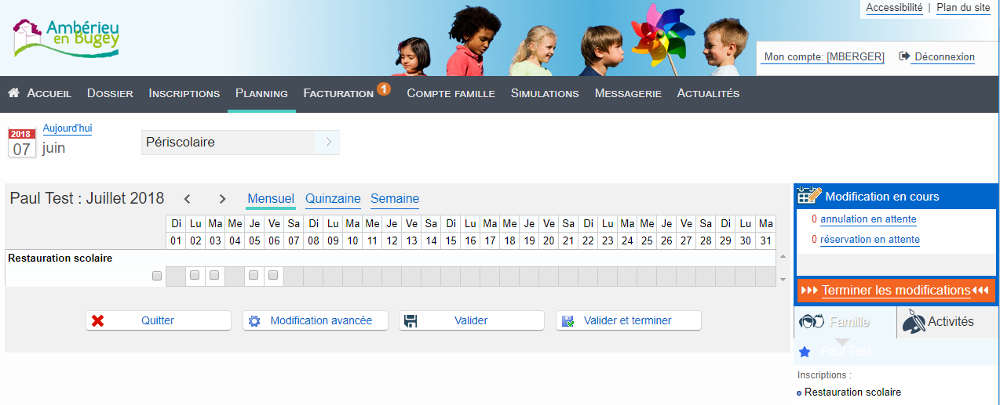 Accessibilité | Plan du site
Ambérieu
en Bugey
Mon compte: [MBERGER] Déconnexion
Accueil Dossier Inscriptions Planning Facturation 1 Compte famille Simulations Messagerie Actualités
2018
07
Aujourd'hui
juin
Périscolaire
Paul Test : Juillet 2018 Mensuel Quinzaine Semaine
Di Lu Ma Me Je Ve Sa Di Lu Ma Me Je Ve Sa Di Lu Ma Me Je Ve Sa Di Lu Ma Me Je Ve Sa Di Lu Ma
01 02 03 04 05 06 07 08 09 10 11 12 13 14 15 16 17 18 19 20 21 22 23 24 25 26 27 28 29 30 31
Restauration scolaire
Quitter Modification avancée Valider Valider et terminer
Modification en cours
0 annulation en attente
0 réservation en attente
Terminer les modifications
Famille Activités
Paul Test
Inscriptions :
Restauration scolaire